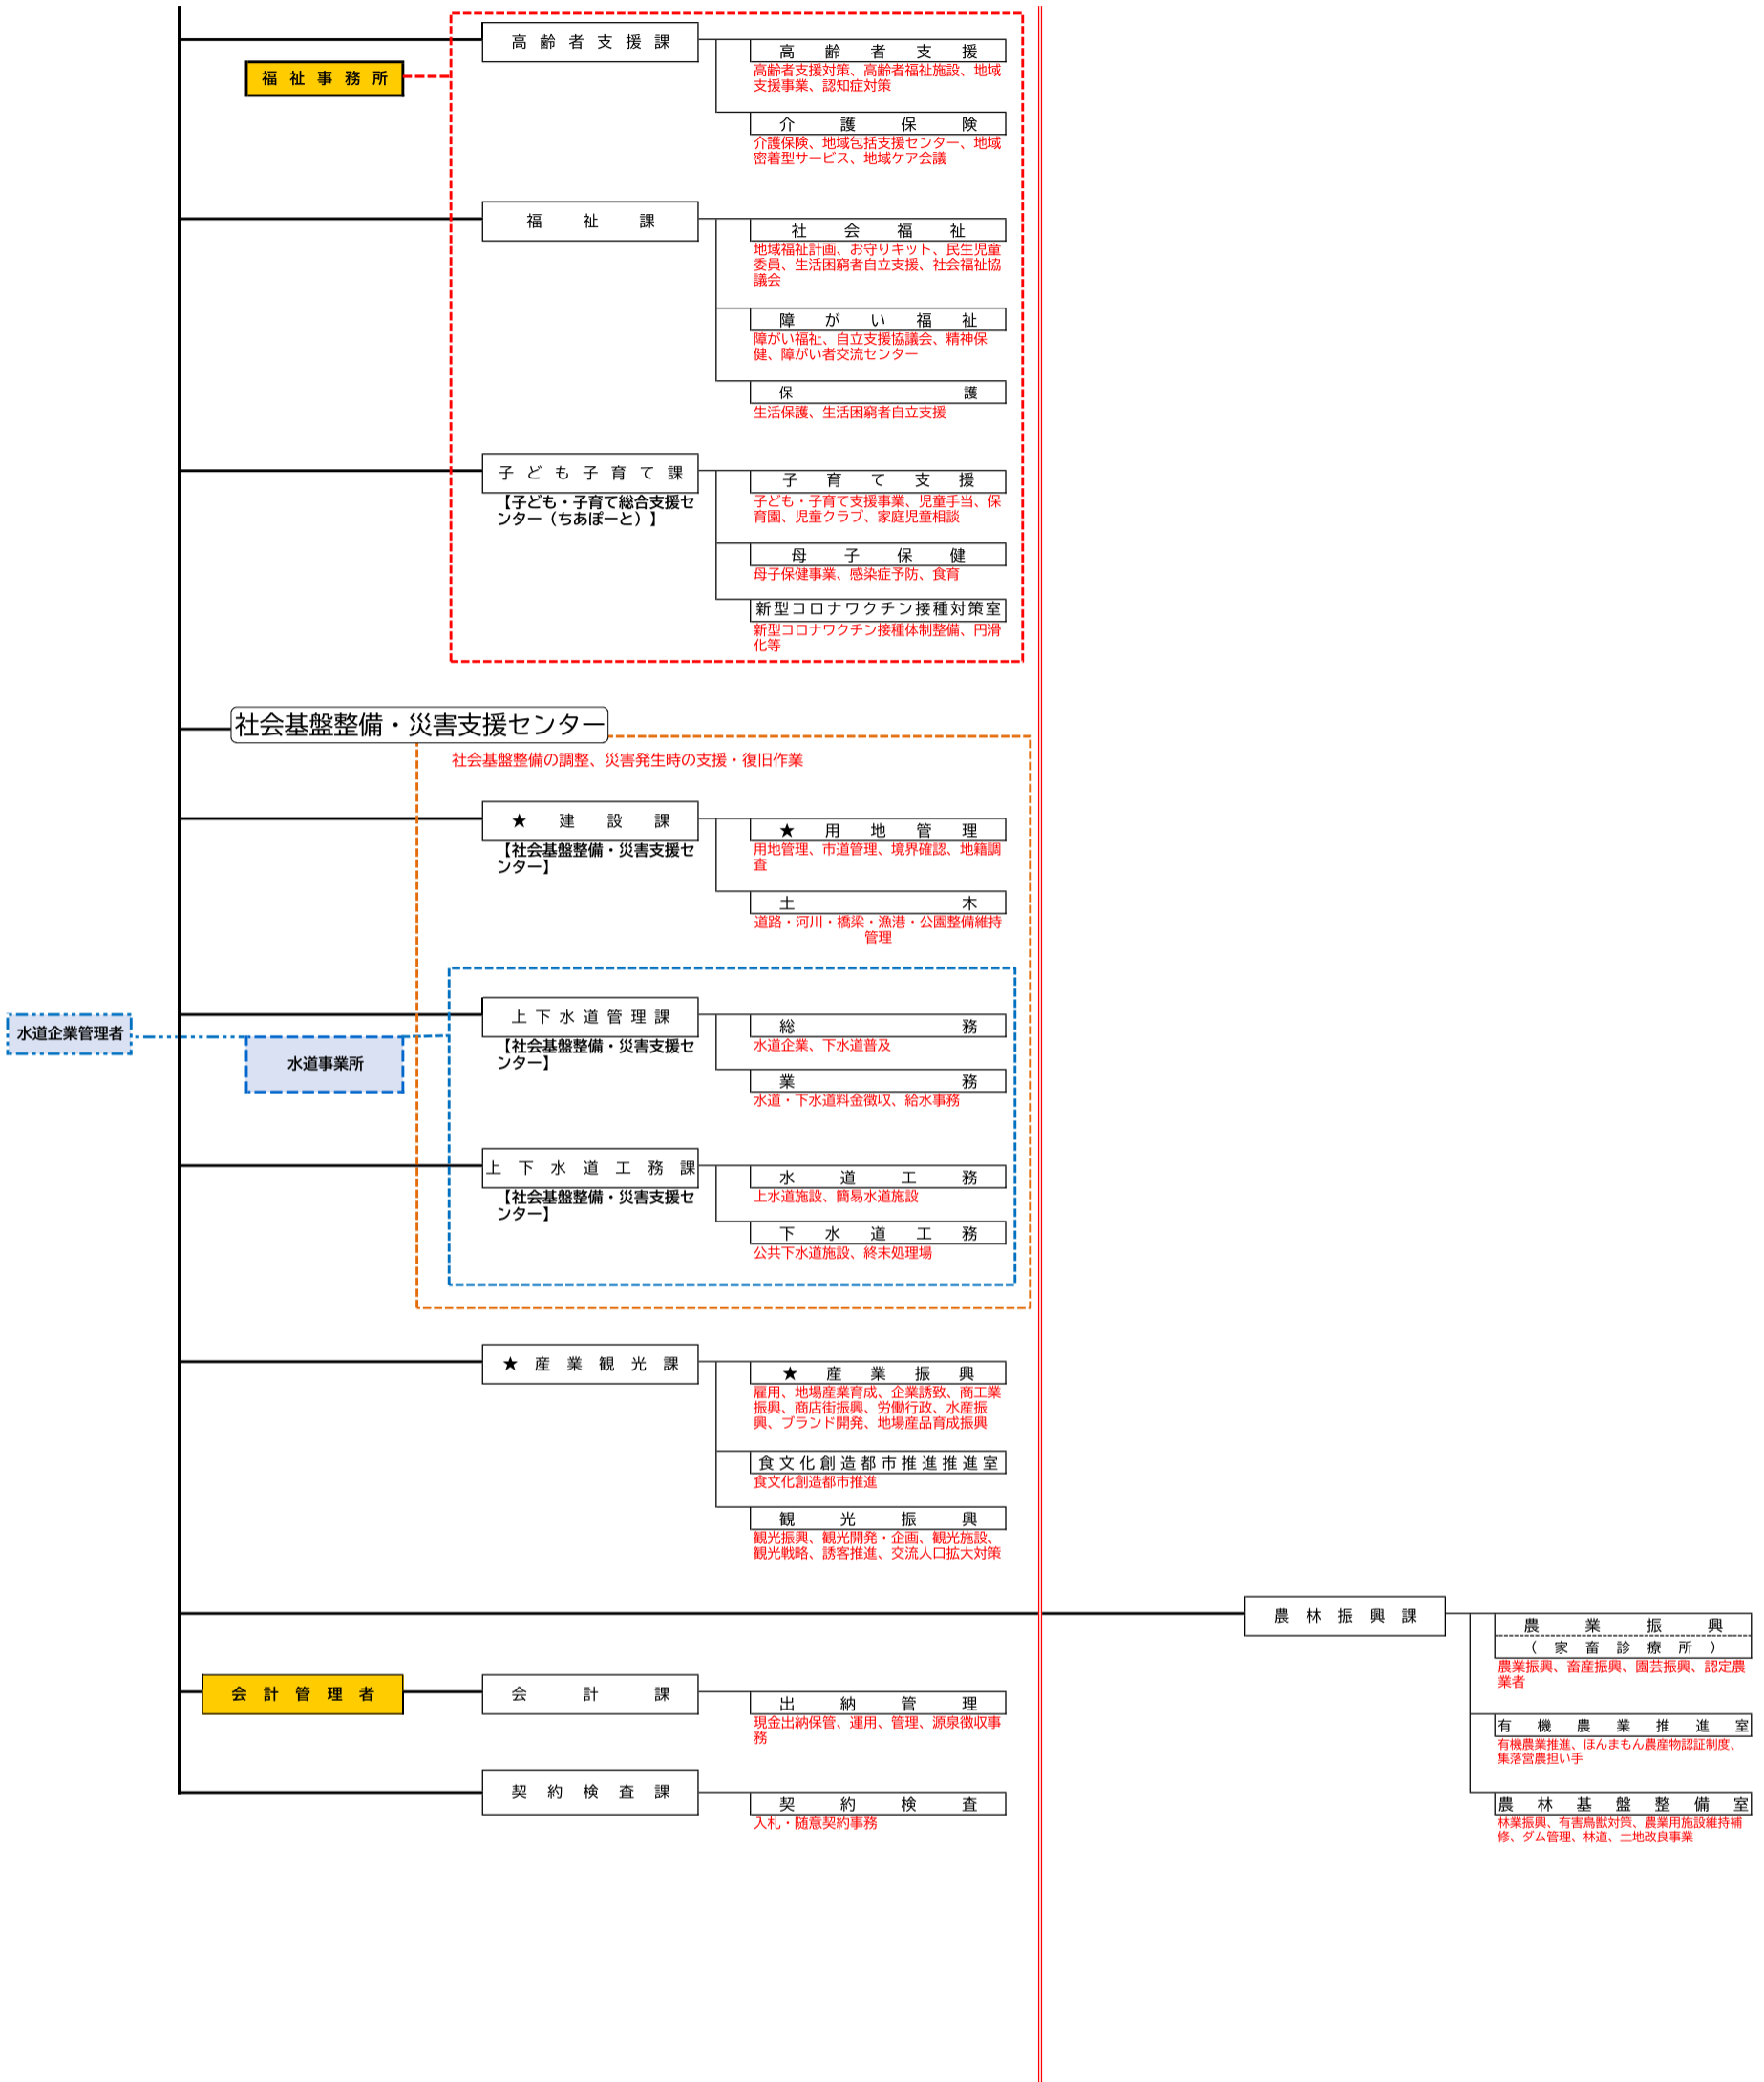 高齢者支援課
高齢者支援
福祉事務所
高齢者支援対策、高齢者福祉施設、地域
支援事業、認知症対策
介護保険
介護保険、地域包括支援センター、地域
密着型サービス、地域ケア会議
福祉課
社会福祉
地域福祉計画、お守りキット、民生児童
委員、生活困窮者自立支援、社会福祉協
議会
障がい福祉
障がい福祉、自立支援協議会、精神保
健、障がい者交流センター
保護
生活保護、生活困窮者自立支援
子ども子育て課
【子ども・子育て総合支援セ
ンター（ちあぽーと）】
子育て支援
子ども・子育て支援事業、児童手当、保
育園、児童クラブ、家庭児童相談
母子保健
母子保健事業、感染症予防、食育
新型コロナワクチン接種対策室
新型コロナワクチン接種体制整備、円滑
化等
社会基盤整備・災害支援センター
社会基盤整備の調整、災害発生時の支援・復旧作業
★建設課
【社会基盤整備・災害支援セ
ンター】
★用地管理
用地管理、市道管理、境界確認、地籍調
査
土木
道路・河川・橋梁・漁港・公園整備維持
管理
水道企業管理者
水道事業所
上下水道管理課
【社会基盤整備・災害支援セ
ンター】
総務
水道企業、下水道普及
業務
水道・下水道料金徴収、給水事務
上下水道工務課
【社会基盤整備・災害支援セ
ンター】
水道工務
上水道施設、簡易水道施設
下水道工務
公共下水道施設、終末処理場
★産業観光課
★産業振興
雇用、地場産業育成、企業誘致、商工業
振興、商店街振興、労働行政、水産振
興、ブランド開発、地場産品育成振興
食文化創造都市推進推進室
食文化創造都市推進
観光振興
観光振興、観光開発・企画、観光施設、
観光戦略、誘客推進、交流人口拡大対策
農林振興課
農業振興
（家畜診療所）
農業振興、畜産振興、園芸振興、認定農
業者
有機農業推進室
有機農業推進、ほんまもん農産物認証制度、
集落営農担い手
農林基盤整備室
林業振興、有害鳥獣対策、農業用施設維持補
修、ダム管理、林道、土地改良事業
会計管理者
会計課
出納管理
現金出納保管、運用、管理、源泉徴収事
務
契約検査課
契約検査
入札・随意契約事務